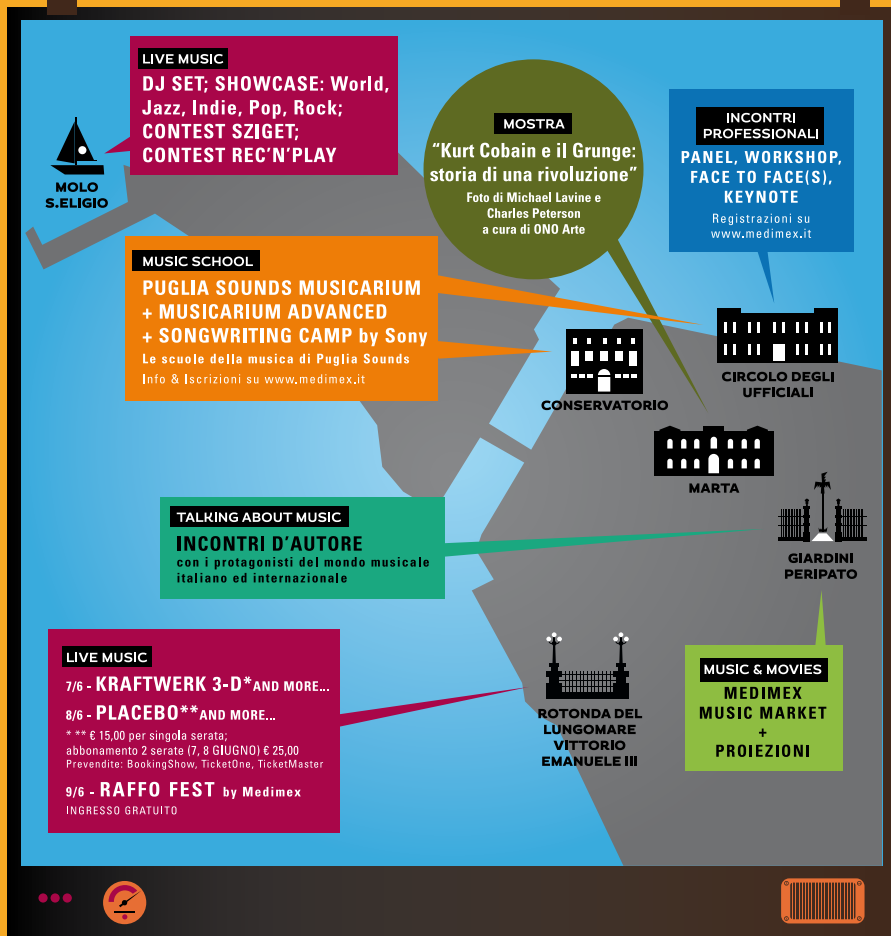 LIVE MUSIC
DJ SET; SHOWCASE: World,
Jazz, Indie, Pop, Rock;
CONTEST SZIGET;
CONTEST REC'N'PLAY
MOLO
S.ELIGIO
MOSTRA
“Kurt Cobain e il Grunge:
storia di una rivoluzione”
Foto di Michael Lavine e
Charles Peterson
a cura di ONO Arte
INCONTRI
PROFESSIONALI
PANEL, WORKSHOP,
FACE TO FACE(S),
KEYNOTE
Registrazioni su
www.medimex.it
MUSIC SCHOOL
PUGLIA SOUNDS MUSICARIUM
+ MUSICARIUM ADVANCED
+ SONGWRITING CAMP by Sony
Le scuole della musica di Puglia Sounds
Info & Iscrizioni su www.medimex.it
CONSERVATORIO
CIRCOLO DEGLI
UFFICIALI
MARTA
TALKING ABOUT MUSIC
INCONTRI D'AUTORE
con i protagonisti del mondo musicale
italiano ed internazionale
GIARDINI
PERIPATO
LIVE MUSIC
7/6 - KRAFTWERK 3-D* AND MORE...
8/6 - PLACEBO** AND MORE...
* ** € 15,00 per singola serata;
abbonamento 2 serate (7, 8 GIUGNO) € 25,00
Prevendite: BookingShow, TicketOne, TicketMaster
9/6 - RAFFO FEST by Medimex
INGRESSO GRATUITO
ROTONDA DEL
LUNGOMARE
VITTORIO
EMANUELE III
MUSIC & MOVIES
MEDIMEX
MUSIC MARKET
+
PROIEZIONI